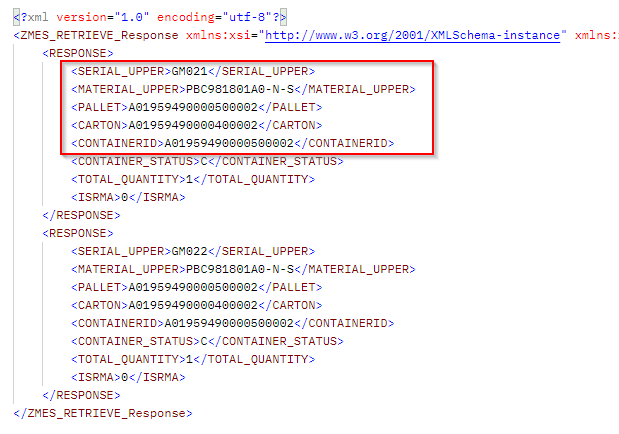 <?xml version="1.0" encoding="utf-8"?>
<ZMES_RETRIEVE_Response xmlns:xsi="http://www.w3.org/2001/XMLSchema-instance" xmlns:
<RESPONSE>
<SERIAL_UPPER>GM021</SERIAL_UPPER>
<MATERIAL_UPPER>PBC981801A0-N-S</MATERIAL_UPPER>
<PALLET>A01959490000500002</PALLET>
<CARTON>A01959490000400002</CARTON>
<CONTAINERID>A01959490000500002</CONTAINERID>
<CONTAINER_STATUS>C</CONTAINER_STATUS>
<TOTAL_QUANTITY>1</TOTAL_QUANTITY>
<ISRMA>0</ISRMA>
</RESPONSE>
<RESPONSE>
<SERIAL_UPPER>GM022</SERIAL_UPPER>
<MATERIAL_UPPER>PBC981801A0-N-S</MATERIAL_UPPER>
<PALLET>A01959490000500002</PALLET>
<CARTON>A01959490000400002</CARTON>
<CONTAINERID>A01959490000500002</CONTAINERID>
<CONTAINER_STATUS>C</CONTAINER_STATUS>
<TOTAL_QUANTITY>1</TOTAL_QUANTITY>
<ISRMA>0</ISRMA>
</RESPONSE>
</ZMES_RETRIEVE_Response>